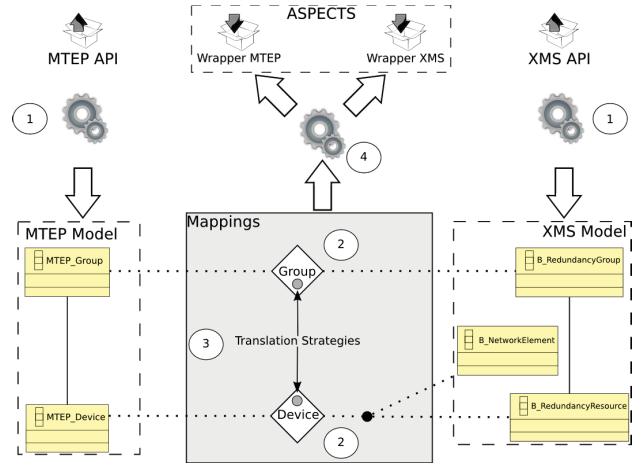 ASPECTS
MTEP API
Wrapper MTEP
Wrapper XMS
XMS API
1
1
4
MTEP Model
Mappings
XMS Model
2
MTEP_Group
Group
B_RedundancyGroup
3
Translation Strategies
B_NetworkElement
MTEP_Device
Device
B_RedundancyResource
2